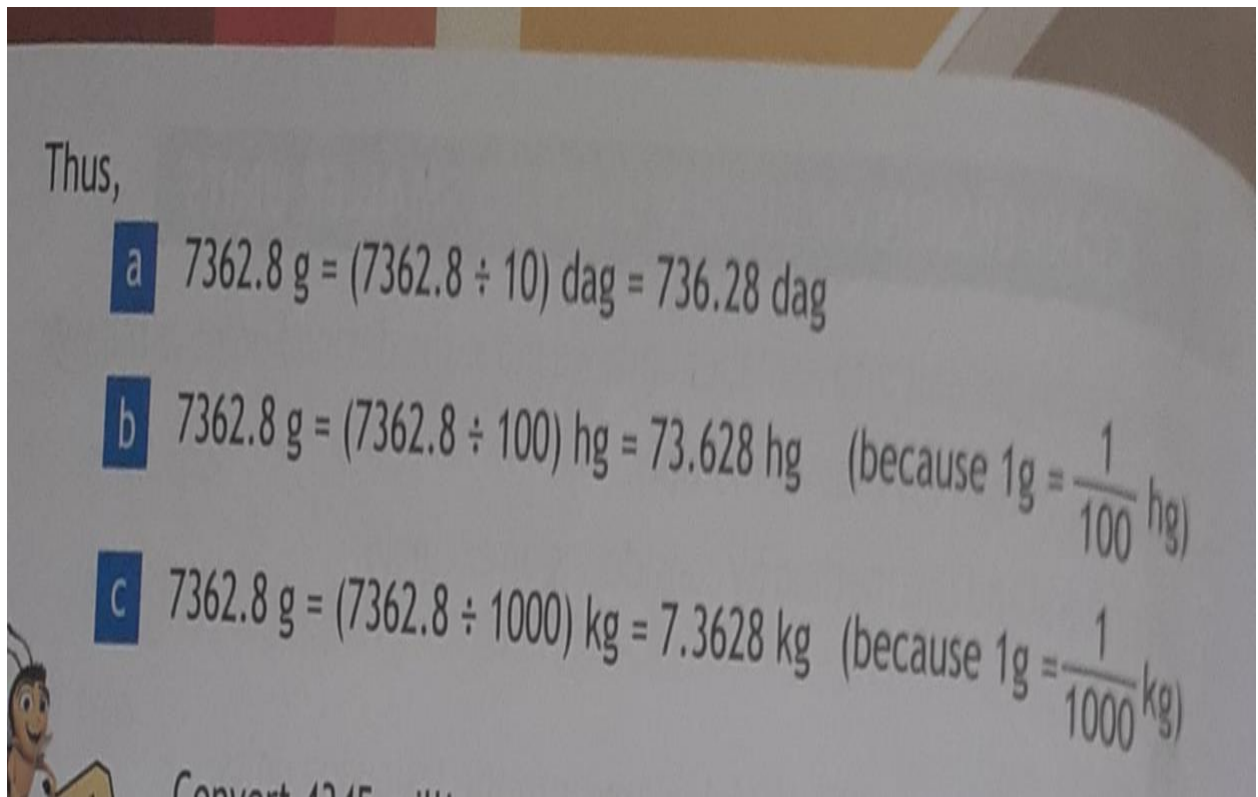 Thus,
a 7362.8 g = (7362.8 ÷ 10) dag = 736.28 dag
b 7362.8 g = (7362.8 ÷ 100) hg = 73.628 hg (because 1g = 1/100 hg)
c 7362.8 g = (7362.8 ÷ 1000) kg = 7.3628 kg (because 1g = 1/1000 kg)
Convert